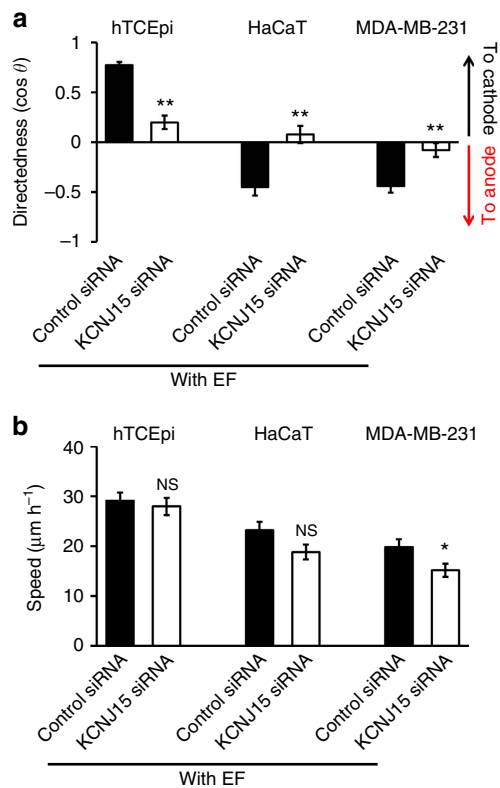 a
hTCEpi HaCaT MDA-MB-231
Directedness (cos θ)
1
0.5
0
−0.5
−1
** ** **
To cathode
To anode
Control siRNA
KCNJ15 siRNA
Control siRNA
KCNJ15 siRNA
Control siRNA
KCNJ15 siRNA
With EF
b
hTCEpi HaCaT MDA-MB-231
Speed (μm h−1)
40
30
20
10
0
NS NS *
Control siRNA
KCNJ15 siRNA
Control siRNA
KCNJ15 siRNA
Control siRNA
KCNJ15 siRNA
With EF